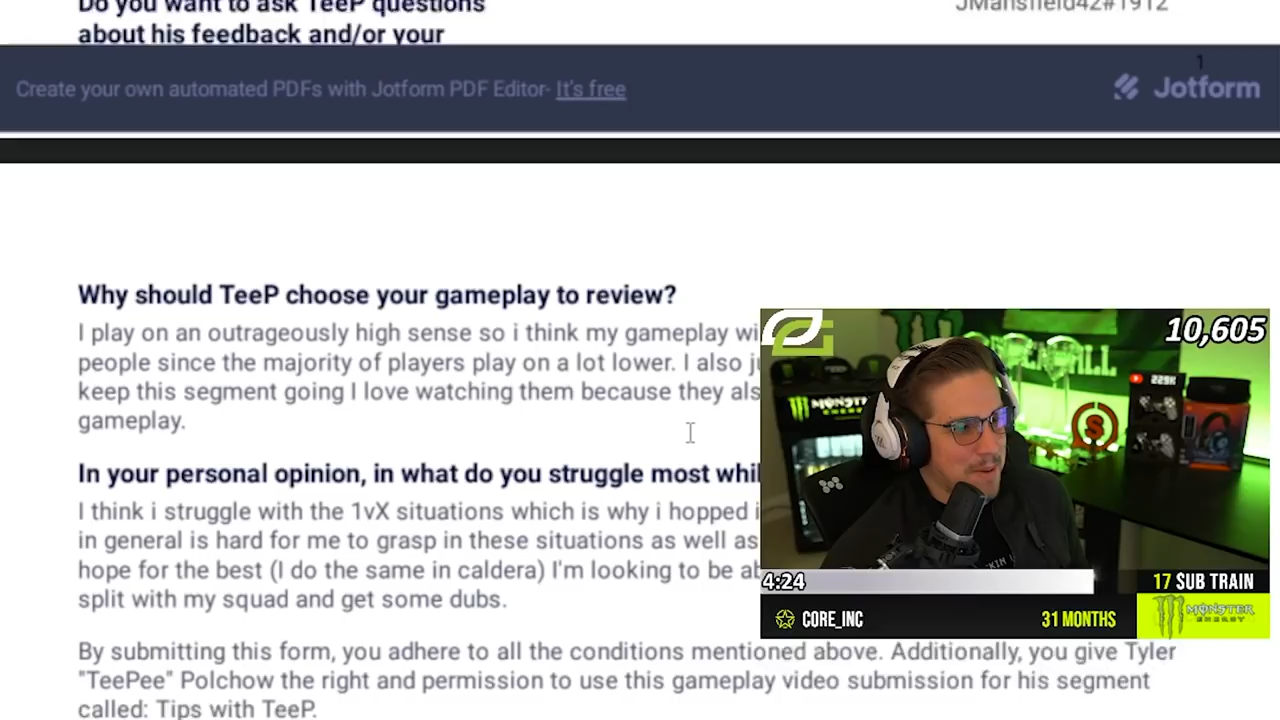 Do you want to ask TeeP questions
JMansfield42#1912
about his feedback and/or your
1
Create your own automated PDFs with Jotform PDF Editor- It's free
Jotform
Why should TeeP choose your gameplay to review?
I play on an outrageously high sense so i think my gameplay wi
people since the majority of players play on a lot lower. I also ju
keep this segment going I love watching them because they als
gameplay.
In your personal opinion, in what do you struggle most whil
I think i struggle with the 1vX situations which is why i hopped i
in general is hard for me to grasp in these situations as well as
hope for the best (I do the same in caldera) I'm looking to be ab
split with my squad and get some dubs.
By submitting this form, you adhere to all the conditions mentioned above. Additionally, you give Tyler
"TeePee" Polchow the right and permission to use this gameplay video submission for his segment
called: Tips with TeeP.
10,605
229K
MONSTER
4:24
17 SUB TRAIN
CORE_INC
31 MONTHS
MONSTER
ENERGY